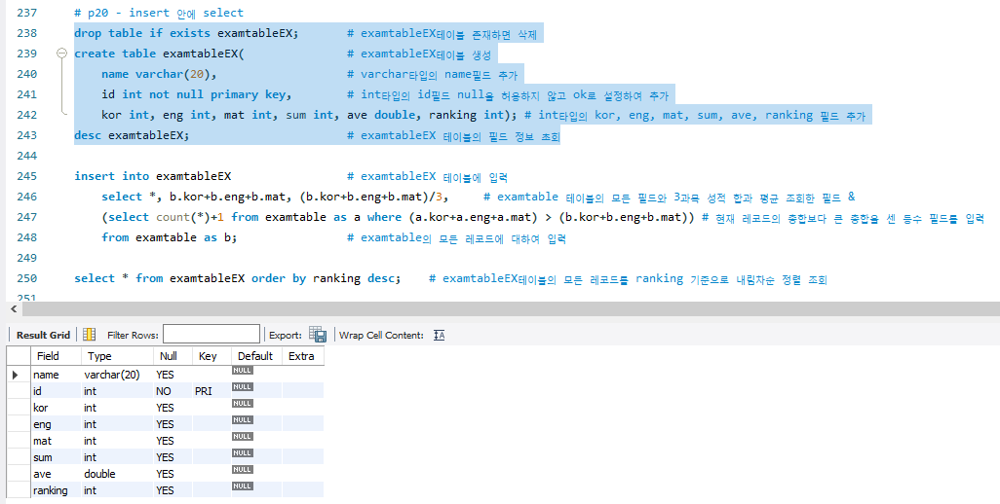 237 # p20 - insert 안에 select
238 drop table if exists examtableEX; # examtableEX테이블 존재하면 삭제
239 create table examtableEX( # examtableEX테이블 생성
240 name varchar(20), # varchar타입의 name필드 추가
241 id int not null primary key, # int타입의 id필드 null을 허용하지 않고 ok로 설정하여 추가
242 kor int, eng int, mat int, sum int, ave double, ranking int); # int타입의 kor, eng, mat, sum, ave, ranking 필드 추가
243 desc examtableEX; # examtableEX 테이블의 필드 정보 조회
244
245 insert into examtableEX # examtableEX 테이블에 입력
246 select *, b.kor+b.eng+b.mat, (b.kor+b.eng+b.mat)/3, # examtable 테이블의 모든 필드와 3과목 성적 합과 평균 조회한 필드 &
247 (select count(*)+1 from examtable as a where (a.kor+a.eng+a.mat) > (b.kor+b.eng+b.mat)) # 현재 레코드의 총합보다 큰 총합을 센 등수 필드를 입력
248 from examtable as b; # examtable의 모든 레코드에 대하여 입력
249
250 select * from examtableEX order by ranking desc; # examtableEX테이블의 모든 레코드를 ranking 기준으로 내림차순 정렬 조회
251
Result Grid Filter Rows: Export: Wrap Cell Content:
Field Type Null Key Default Extra
name varchar(20) YES NULL
id int NO PRI NULL
kor int YES NULL
eng int YES NULL
mat int YES NULL
sum int YES NULL
ave double YES NULL
ranking int YES NULL